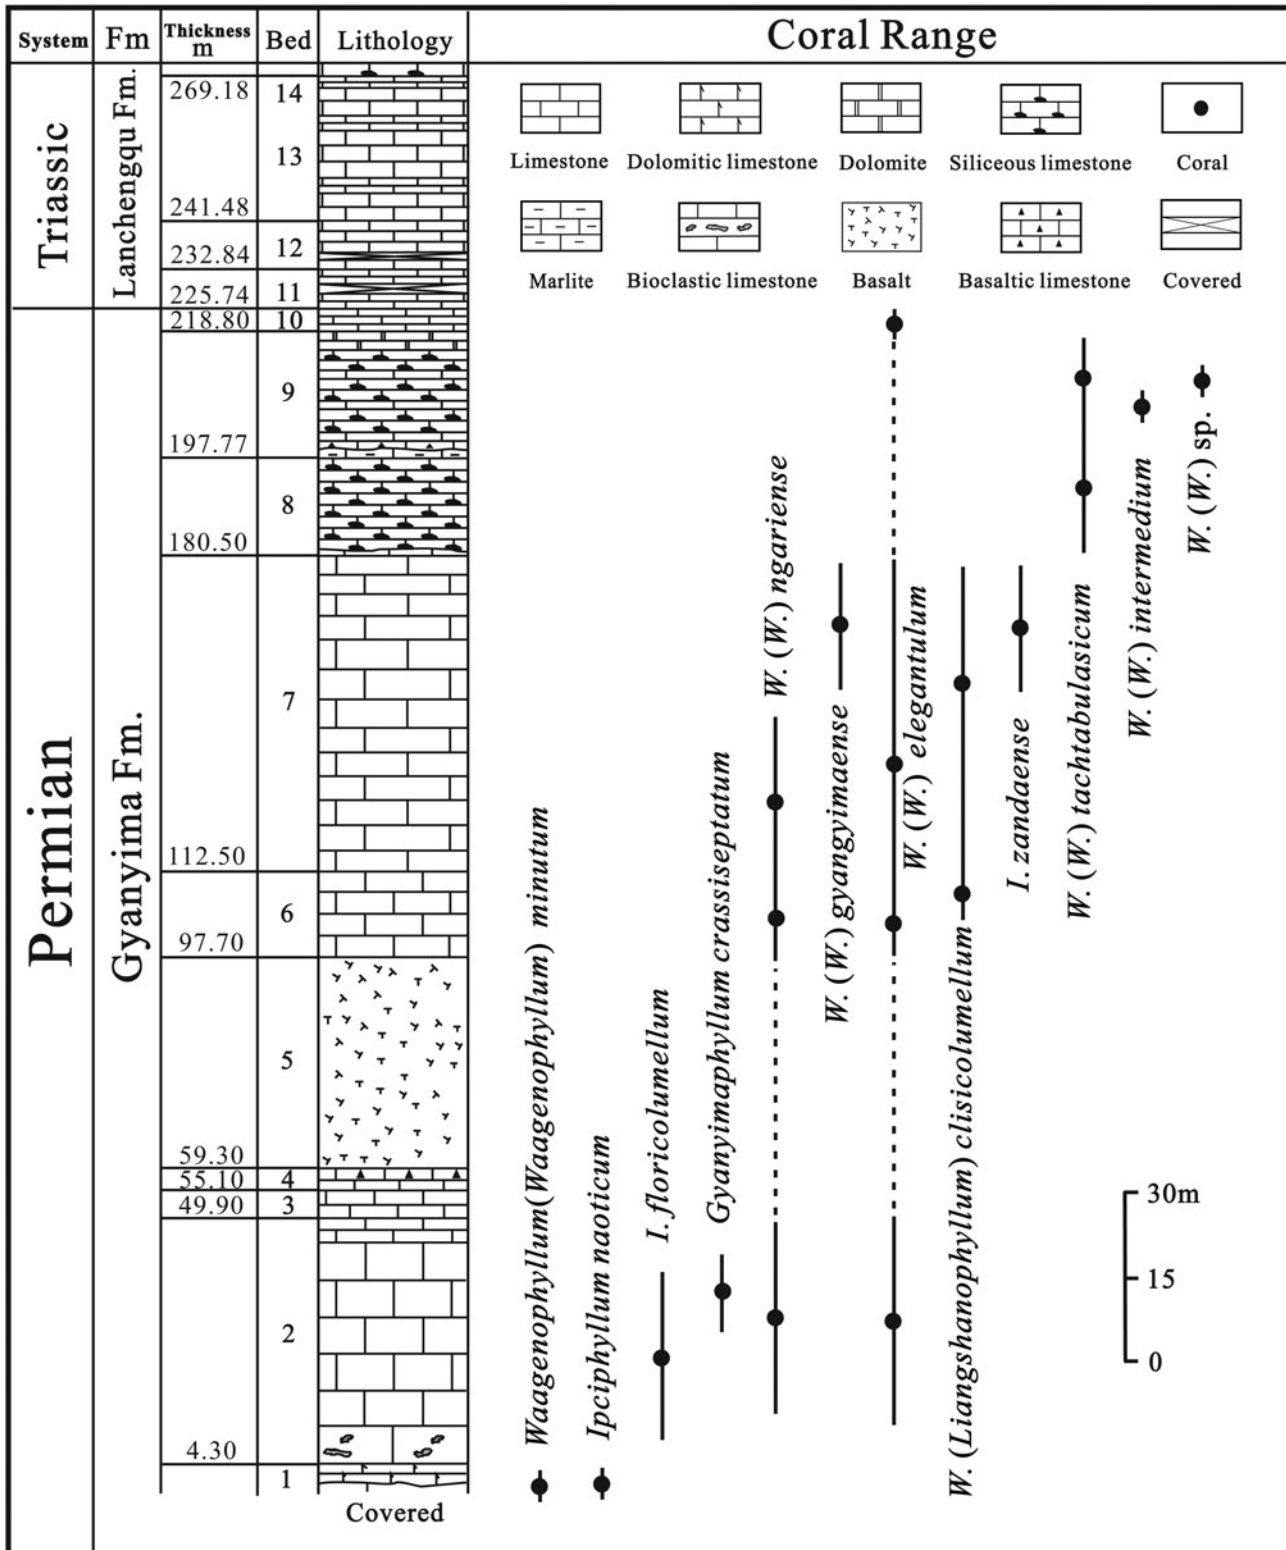 System Fm Thickness m Bed Lithology Coral Range
Triassic
Lanchengqu Fm.
Permian
Gyanyima Fm.
269.18 14
13
241.48
12
232.84
11
225.74
218.80 10
9
197.77
8
180.50
7
112.50
6
97.70
5
59.30
55.10 4
49.90 3
2
4.30
1
Covered
Limestone Dolomitic limestone Dolomite Siliceous limestone Coral
Marlite Bioclastic limestone Basalt Basaltic limestone Covered
Waagenophyllum(Waagenophyllum) minutum
Ipciphyllum naoticum
I. floricolumellum
Gyanyimaphyllum crassiseptatum
W. (W.) ngariense
W. (W.) gyangyimaense
W. (W.) elegantulum
W. (Liangshanophyllum) clisicolumellum
I. zandaense
W. (W.) tachtabulasicum
W. (W.) intermedium
W. (W.) sp.
30m
15
0